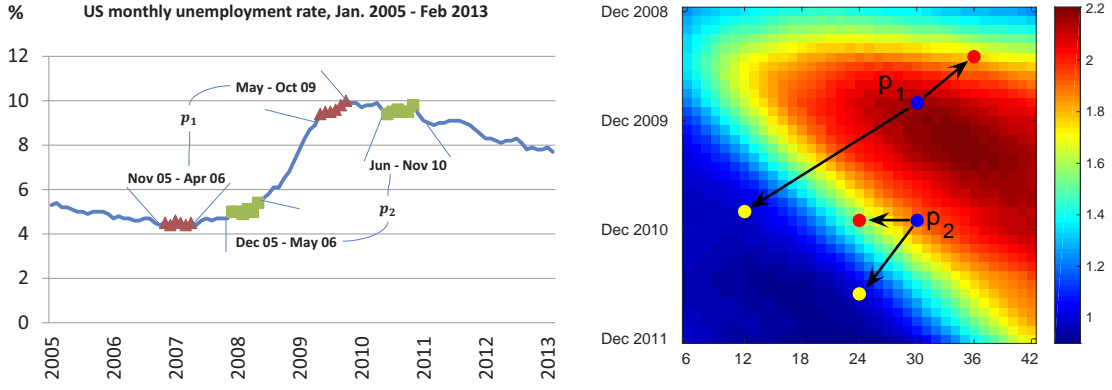 % US monthly unemployment rate, Jan. 2005 - Feb 2013
12
10
8
6
4
2
0
May - Oct 09
p1
Nov 05 - Apr 06
Jun - Nov 10
p2
Dec 05 - May 06
2005 2006 2007 2008 2009 2010 2011 2012 2013
Dec 2008
Dec 2009
Dec 2010
Dec 2011
p1
p2
6 12 18 24 30 36 42
2.2
2
1.8
1.6
1.4
1.2
1